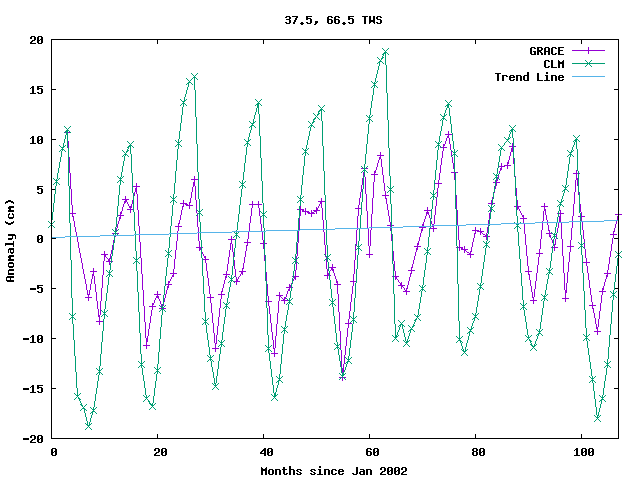 37.5, 66.5 TWS
GRACE
CLM
Trend Line
20
15
10
5
0
-5
-10
-15
-20
Anomaly (cm)
0 20 40 60 80 100
Months since Jan 2002